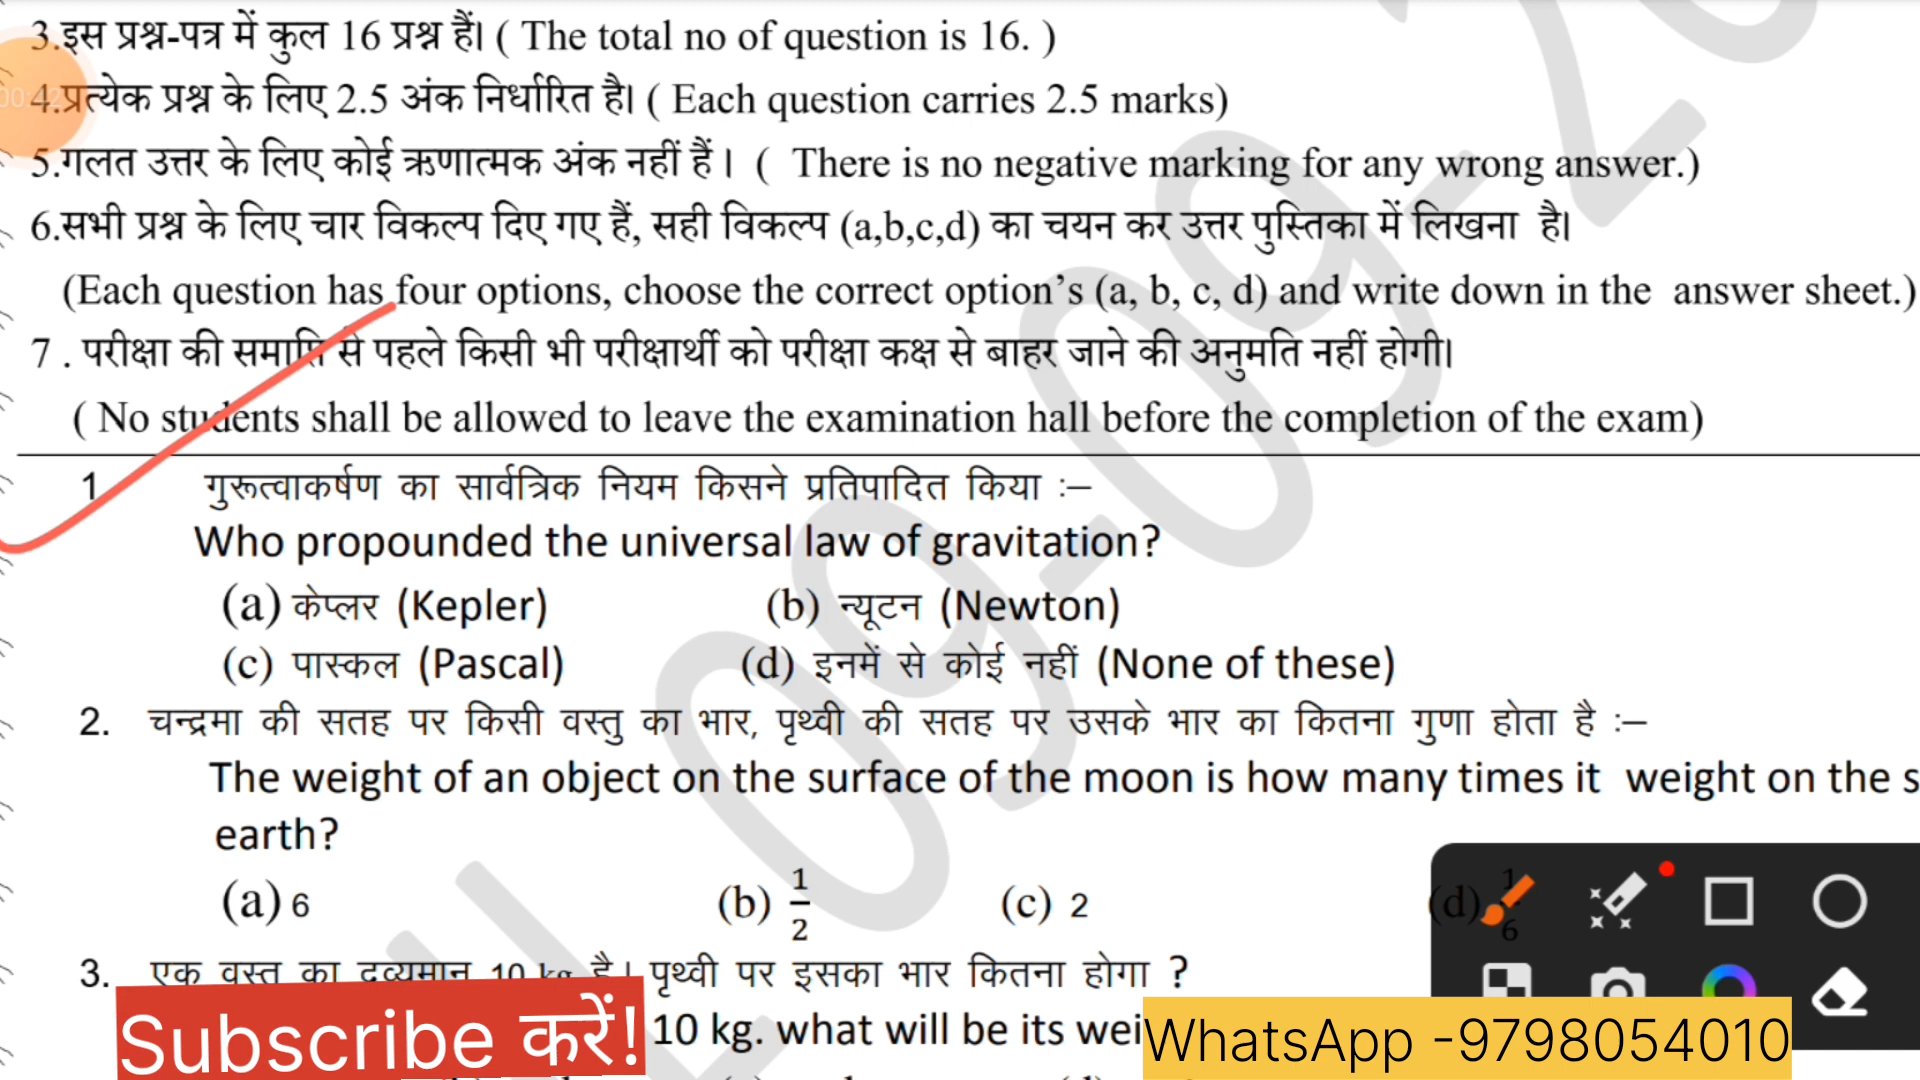 3.इस प्रश्न-पत्र में कुल 16 प्रश्न हैं। ( The total no of question is 16. )
00:42
4.प्रत्येक प्रश्न के लिए 2.5 अंक निर्धारित है। ( Each question carries 2.5 marks)
5.गलत उत्तर के लिए कोई ऋणात्मक अंक नहीं हैं। ( There is no negative marking for any wrong answer.)
6.सभी प्रश्न के लिए चार विकल्प दिए गए हैं, सही विकल्प (a,b,c,d) का चयन कर उत्तर पुस्तिका में लिखना है।
(Each question has four options, choose the correct option’s (a, b, c, d) and write down in the answer sheet.)
7 . परीक्षा की समाप्ति से पहले किसी भी परीक्षार्थी को परीक्षा कक्ष से बाहर जाने की अनुमति नहीं होगी।
( No students shall be allowed to leave the examination hall before the completion of the exam)
1 गुरूत्वाकर्षण का सार्वत्रिक नियम किसने प्रतिपादित किया :–
Who propounded the universal law of gravitation?
(a) केप्लर (Kepler) (b) न्यूटन (Newton)
(c) पास्कल (Pascal) (d) इनमें से कोई नहीं (None of these)
2. चन्द्रमा की सतह पर किसी वस्तु का भार, पृथ्वी की सतह पर उसके भार का कितना गुणा होता है :–
The weight of an object on the surface of the moon is how many times it weight on the s
earth?
(a) 6 (b) 1/2 (c) 2 (d) 1/6
3. एक वस्तु का द्रव्यमान 10 kg है। पृथ्वी पर इसका भार कितना होगा ?
10 kg. what will be its wei
Subscribe करें!
WhatsApp -9798054010